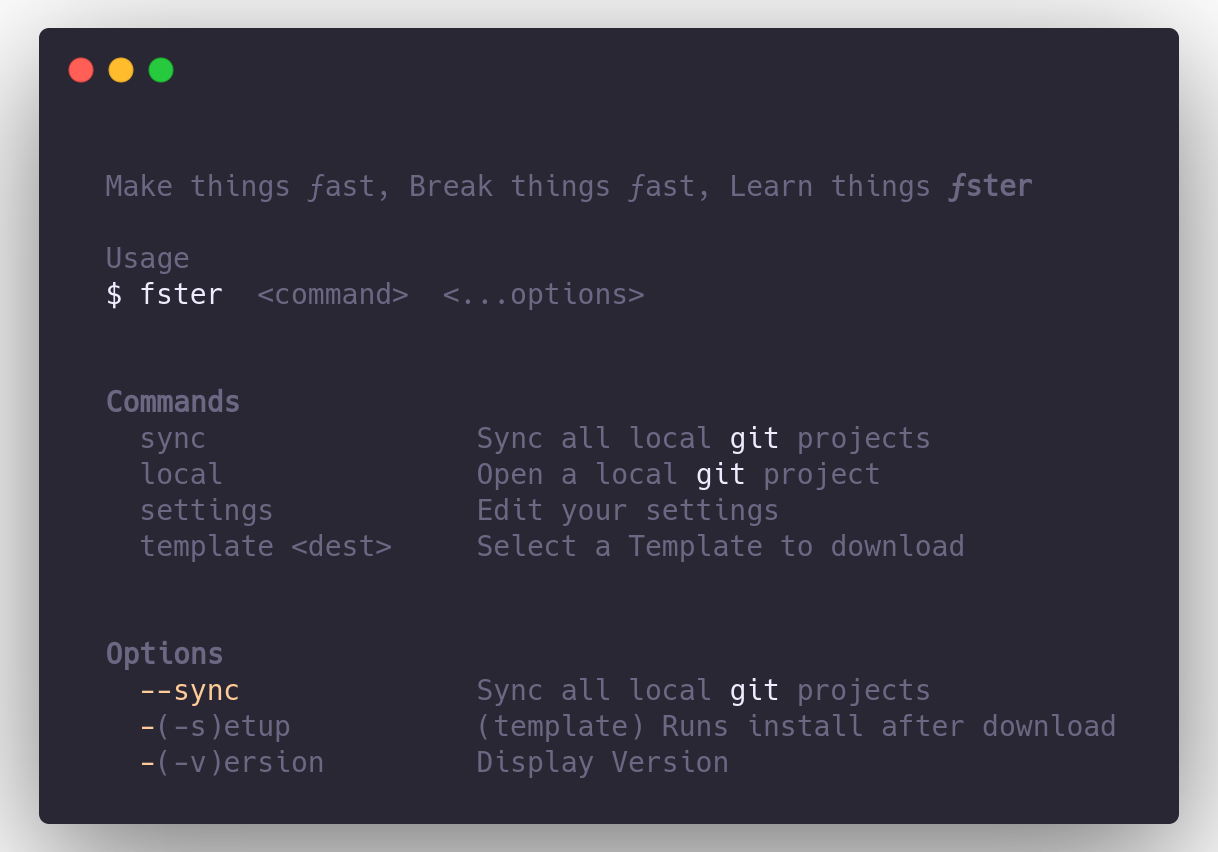 Make things ƒast, Break things ƒast, Learn things ƒster
Usage
$ fster  <command>  <...options>
Commands
sync                Sync all local git projects
local               Open a local git project
settings            Edit your settings
template <dest>     Select a Template to download
Options
--sync              Sync all local git projects
-(-s)etup           (template) Runs install after download
-(-v)ersion         Display Version